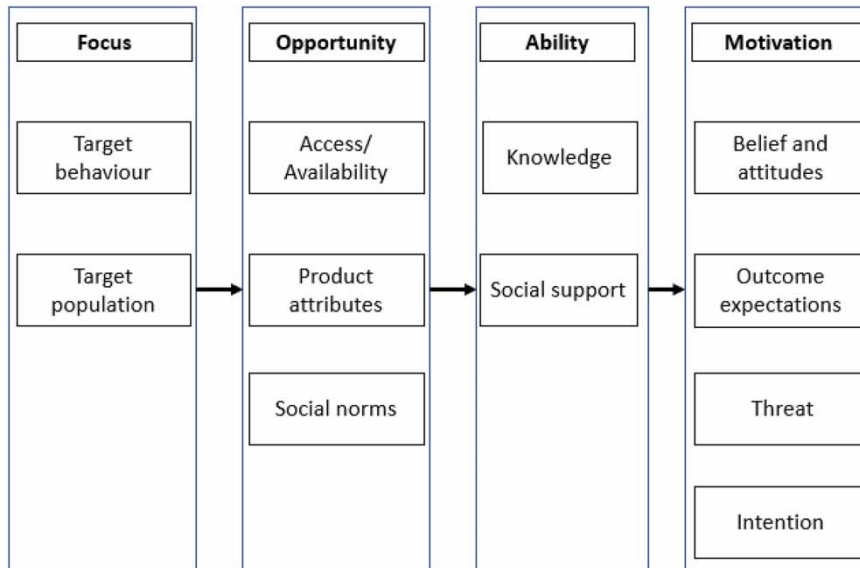 Focus
Target
behaviour
Target
population
Opportunity
Access/
Availability
Product
attributes
Social norms
Ability
Knowledge
Social support
Motivation
Belief and
attitudes
Outcome
expectations
Threat
Intention